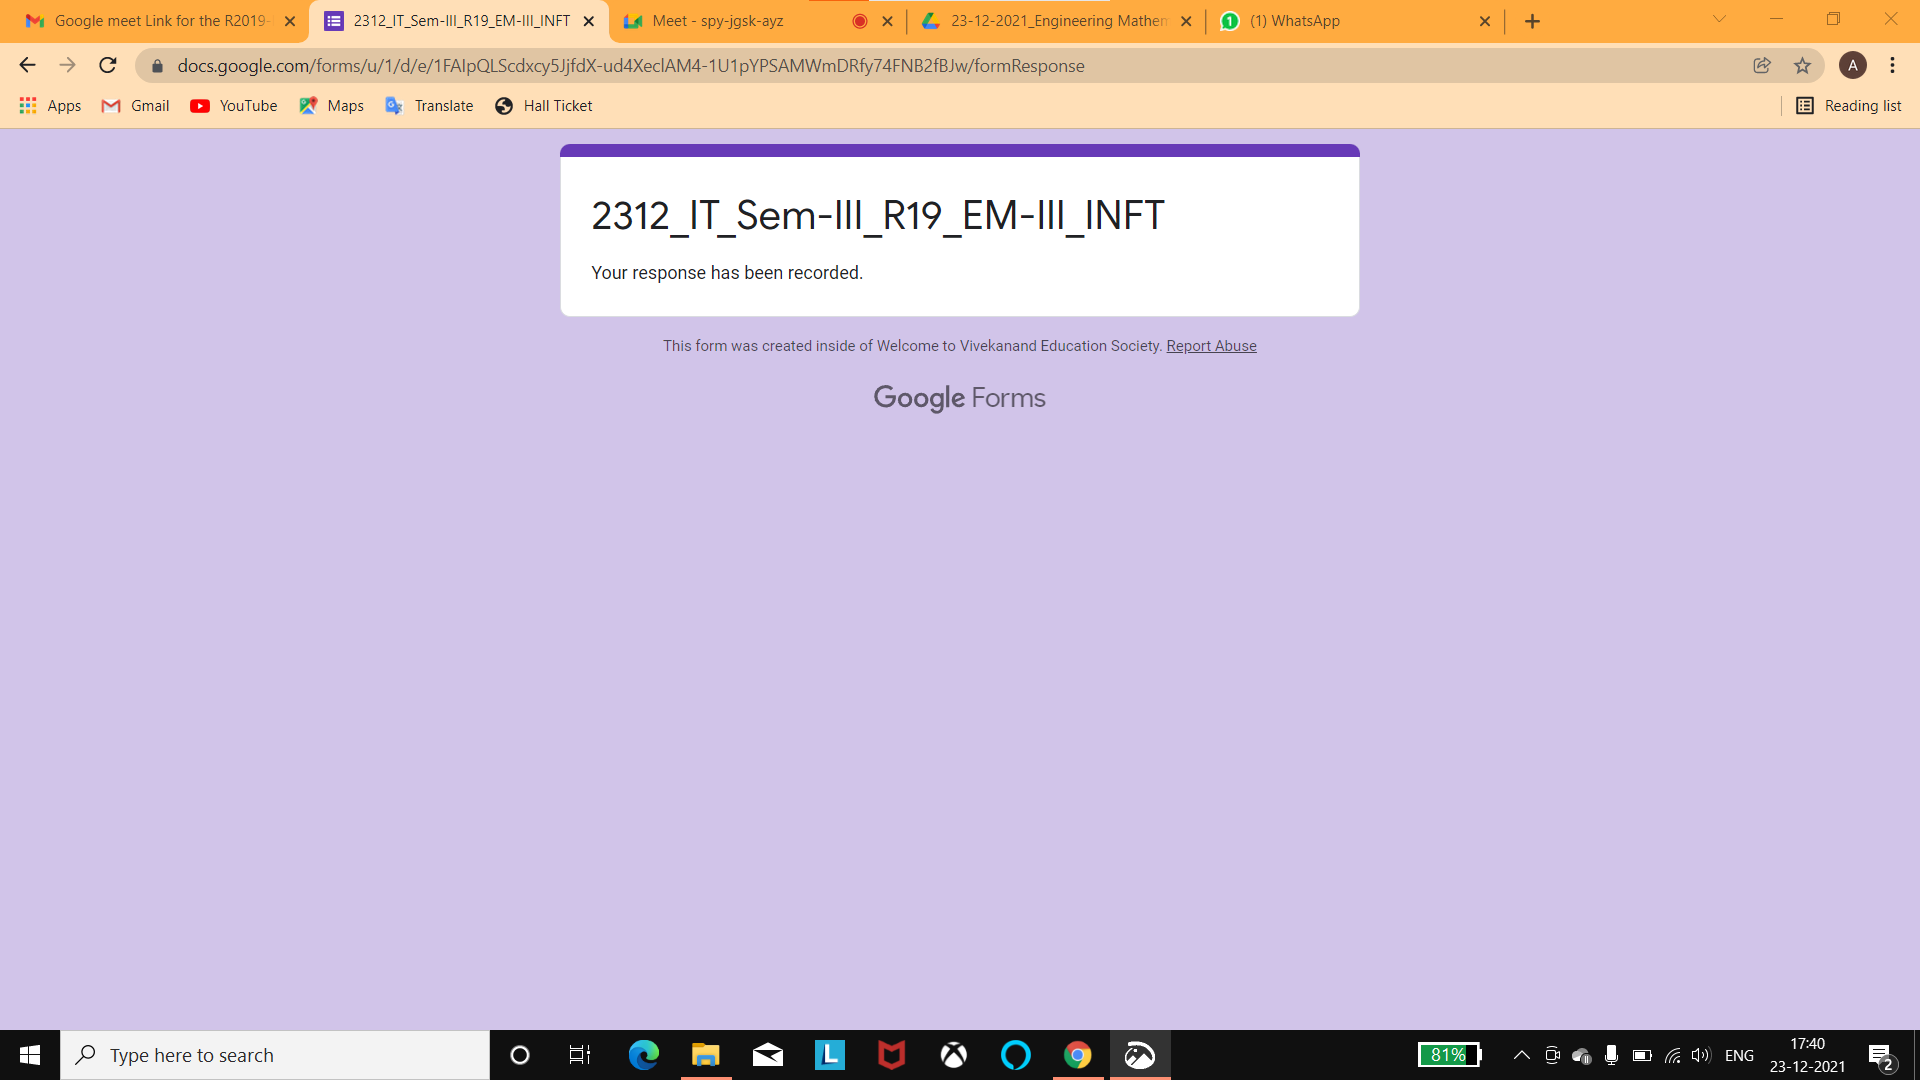 Google meet Link for the R2019-
2312_IT_Sem-III_R19_EM-III_INFT
Meet - spy-jgsk-ayz
23-12-2021_Engineering Mathem
(1) WhatsApp
docs.google.com/forms/u/1/d/e/1FAIpQLScdxcy5JjfdX-ud4XeclAM4-1U1pYPSAMWmDRfy74FNB2fBJw/formResponse
A
Apps
Gmail
YouTube
Maps
Translate
Hall Ticket
Reading list
2312_IT_Sem-III_R19_EM-III_INFT
Your response has been recorded.
This form was created inside of Welcome to Vivekanand Education Society. Report Abuse
Google Forms
Type here to search
L
81%
ENG
17:40
23-12-2021
2